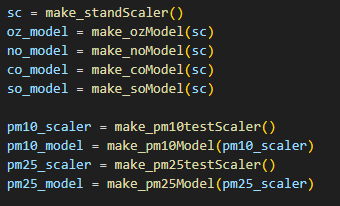 sc = make_standScaler()
oz_model = make_ozModel(sc)
no_model = make_noModel(sc)
co_model = make_coModel(sc)
so_model = make_soModel(sc)
pm10_scaler = make_pm10testScaler()
pm10_model = make_pm10Model(pm10_scaler)
pm25_scaler = make_pm25testScaler()
pm25_model = make_pm25Model(pm25_scaler)